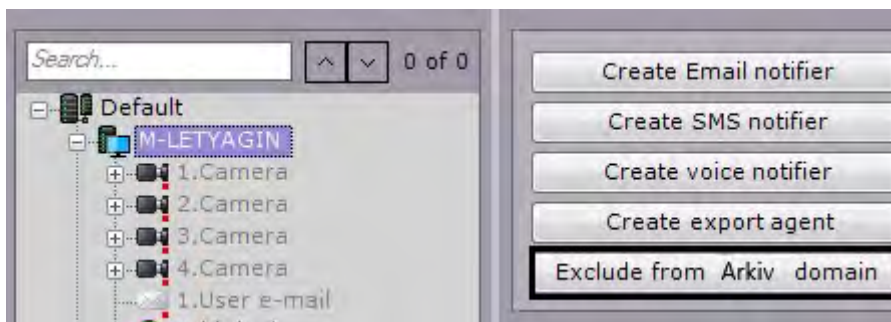 Search...
0 of 0
Default
M-LETYAGIN
1.Camera
2.Camera
3.Camera
4.Camera
1.User e-mail
Create Email notifier
Create SMS notifier
Create voice notifier
Create export agent
Exclude from Arkiv domain